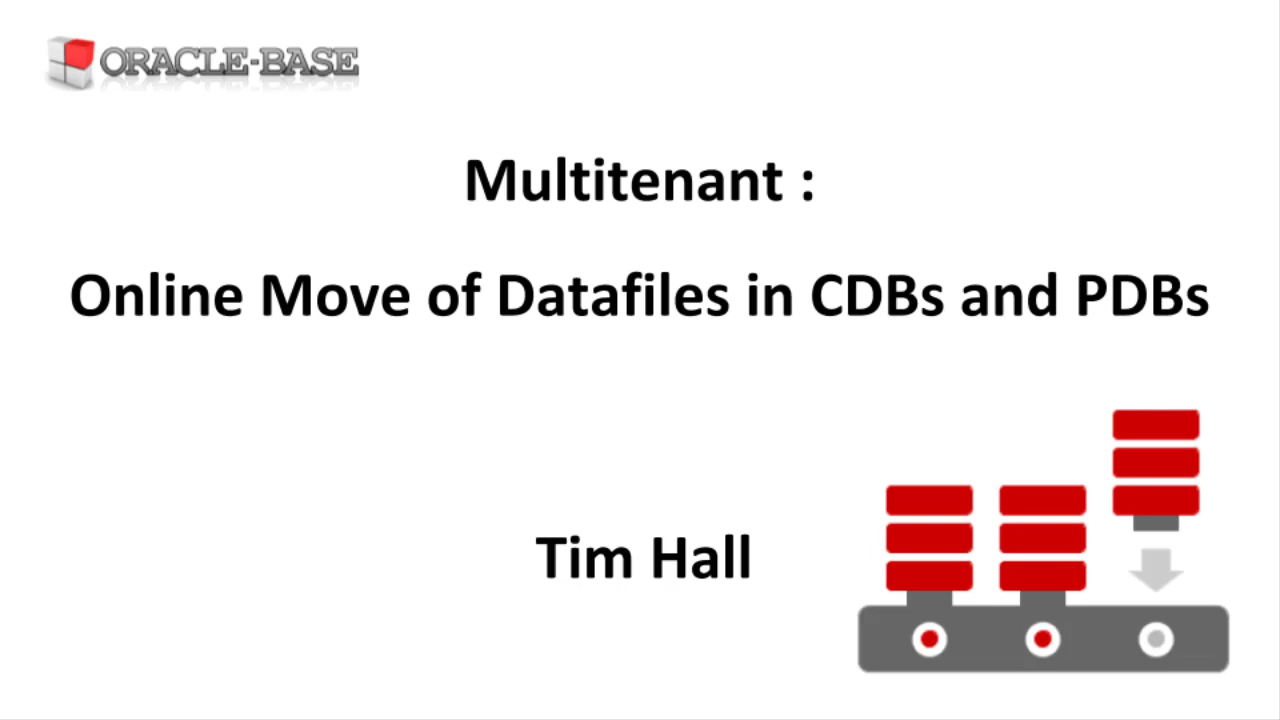 ORACLE-BASE
Multitenant :
Online Move of Datafiles in CDBs and PDBs
Tim Hall